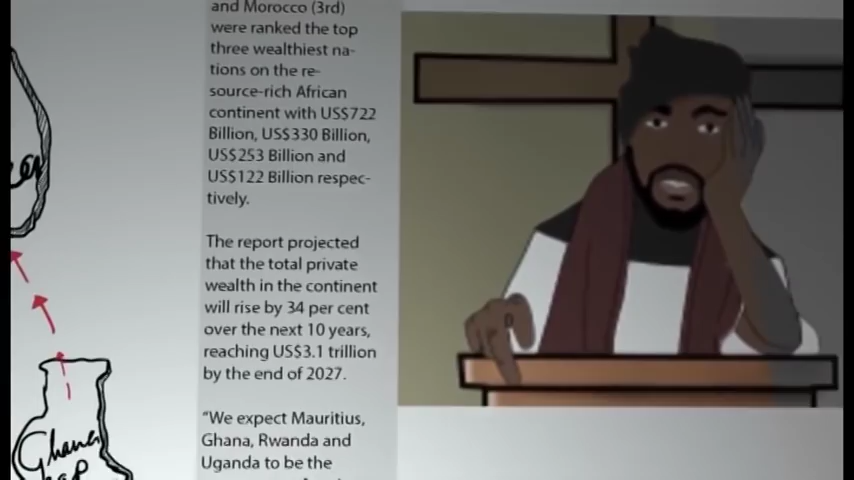 and Morocco (3rd)
were ranked the top
three wealthiest na-
tions on the re-
source-rich African
continent with US$722
Billion, US$330 Billion,
US$253 Billion and
US$122 Billion respec-
tively.
The report projected
that the total private
wealth in the continent
will rise by 34 per cent
over the next 10 years,
reaching US$3.1 trillion
by the end of 2027.
"We expect Mauritius,
Ghana, Rwanda and
Uganda to be the
Ghana